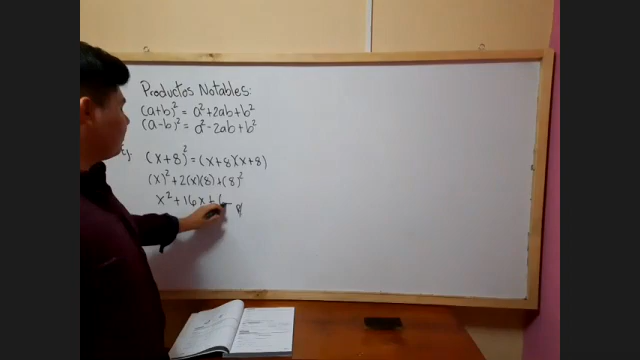 Productos Notables:
(a+b)² = a²+2ab+b²
(a-b)² = a²-2ab+b²
Ej. (x+8)² = (x+8)(x+8)
(x)²+2(x)(8)+(8)²
x²+16x+6